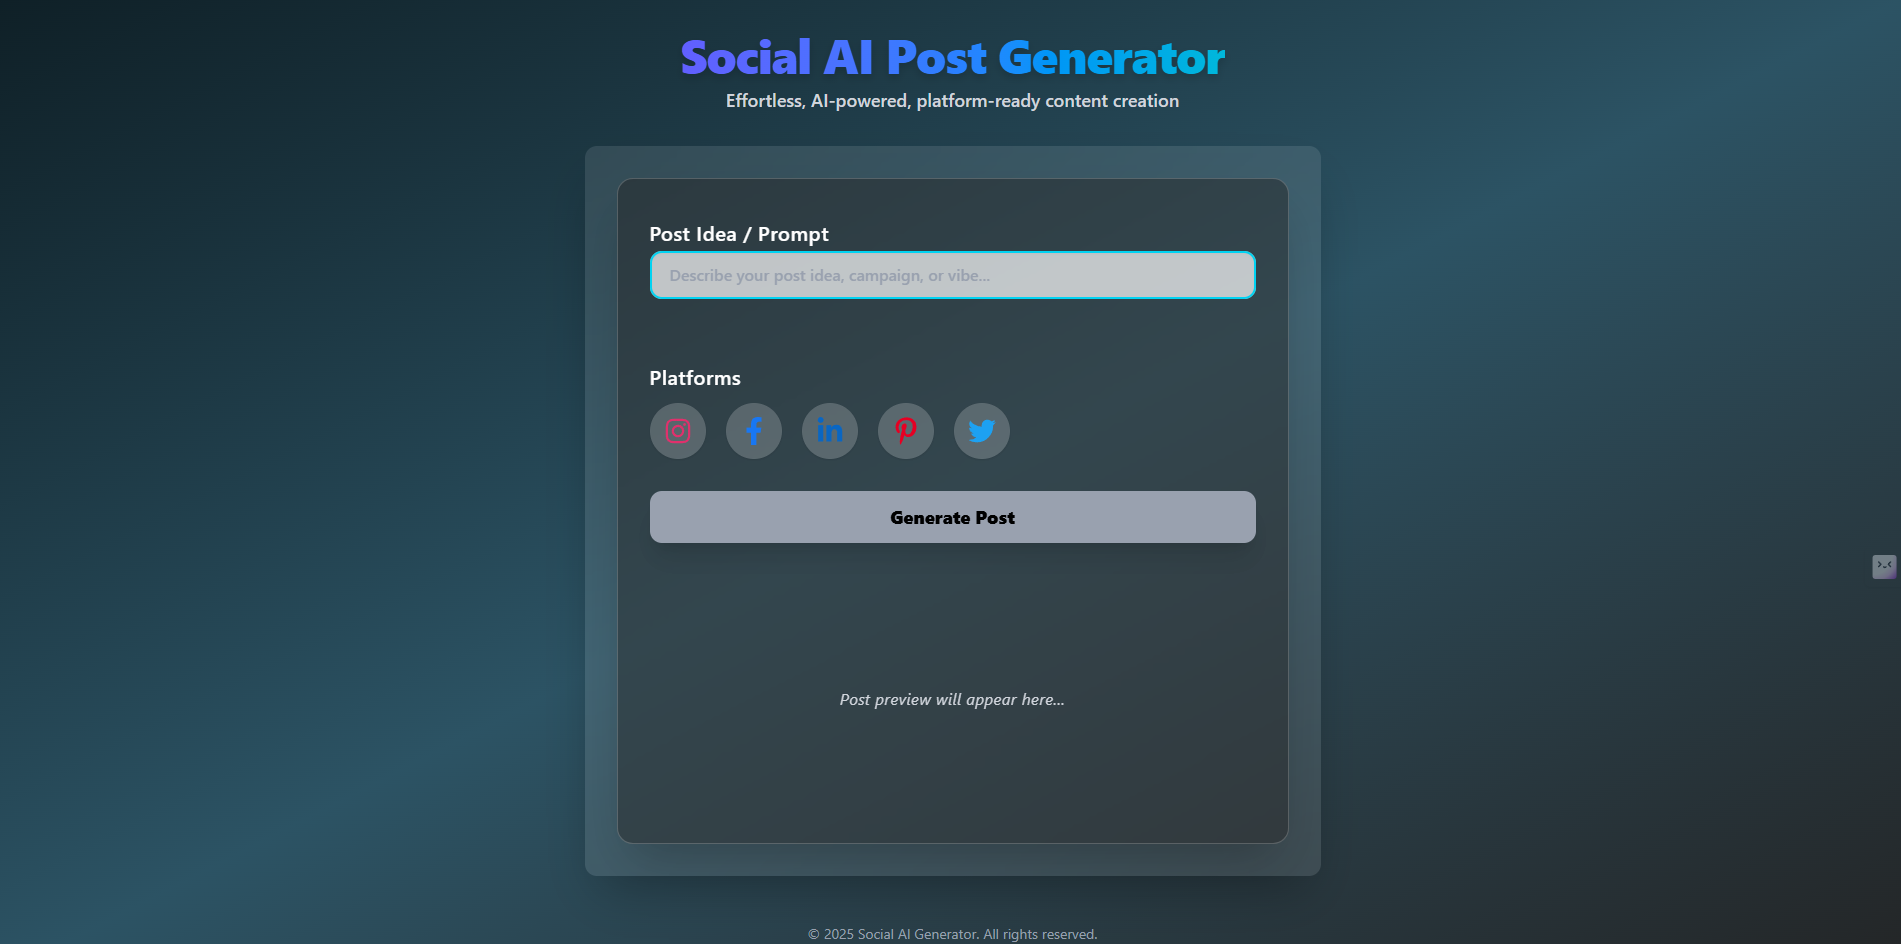 Social AI Post Generator
Effortless, AI-powered, platform-ready content creation
Post Idea / Prompt
Describe your post idea, campaign, or vibe...
Platforms
Generate Post
Post preview will appear here...
© 2025 Social AI Generator. All rights reserved.